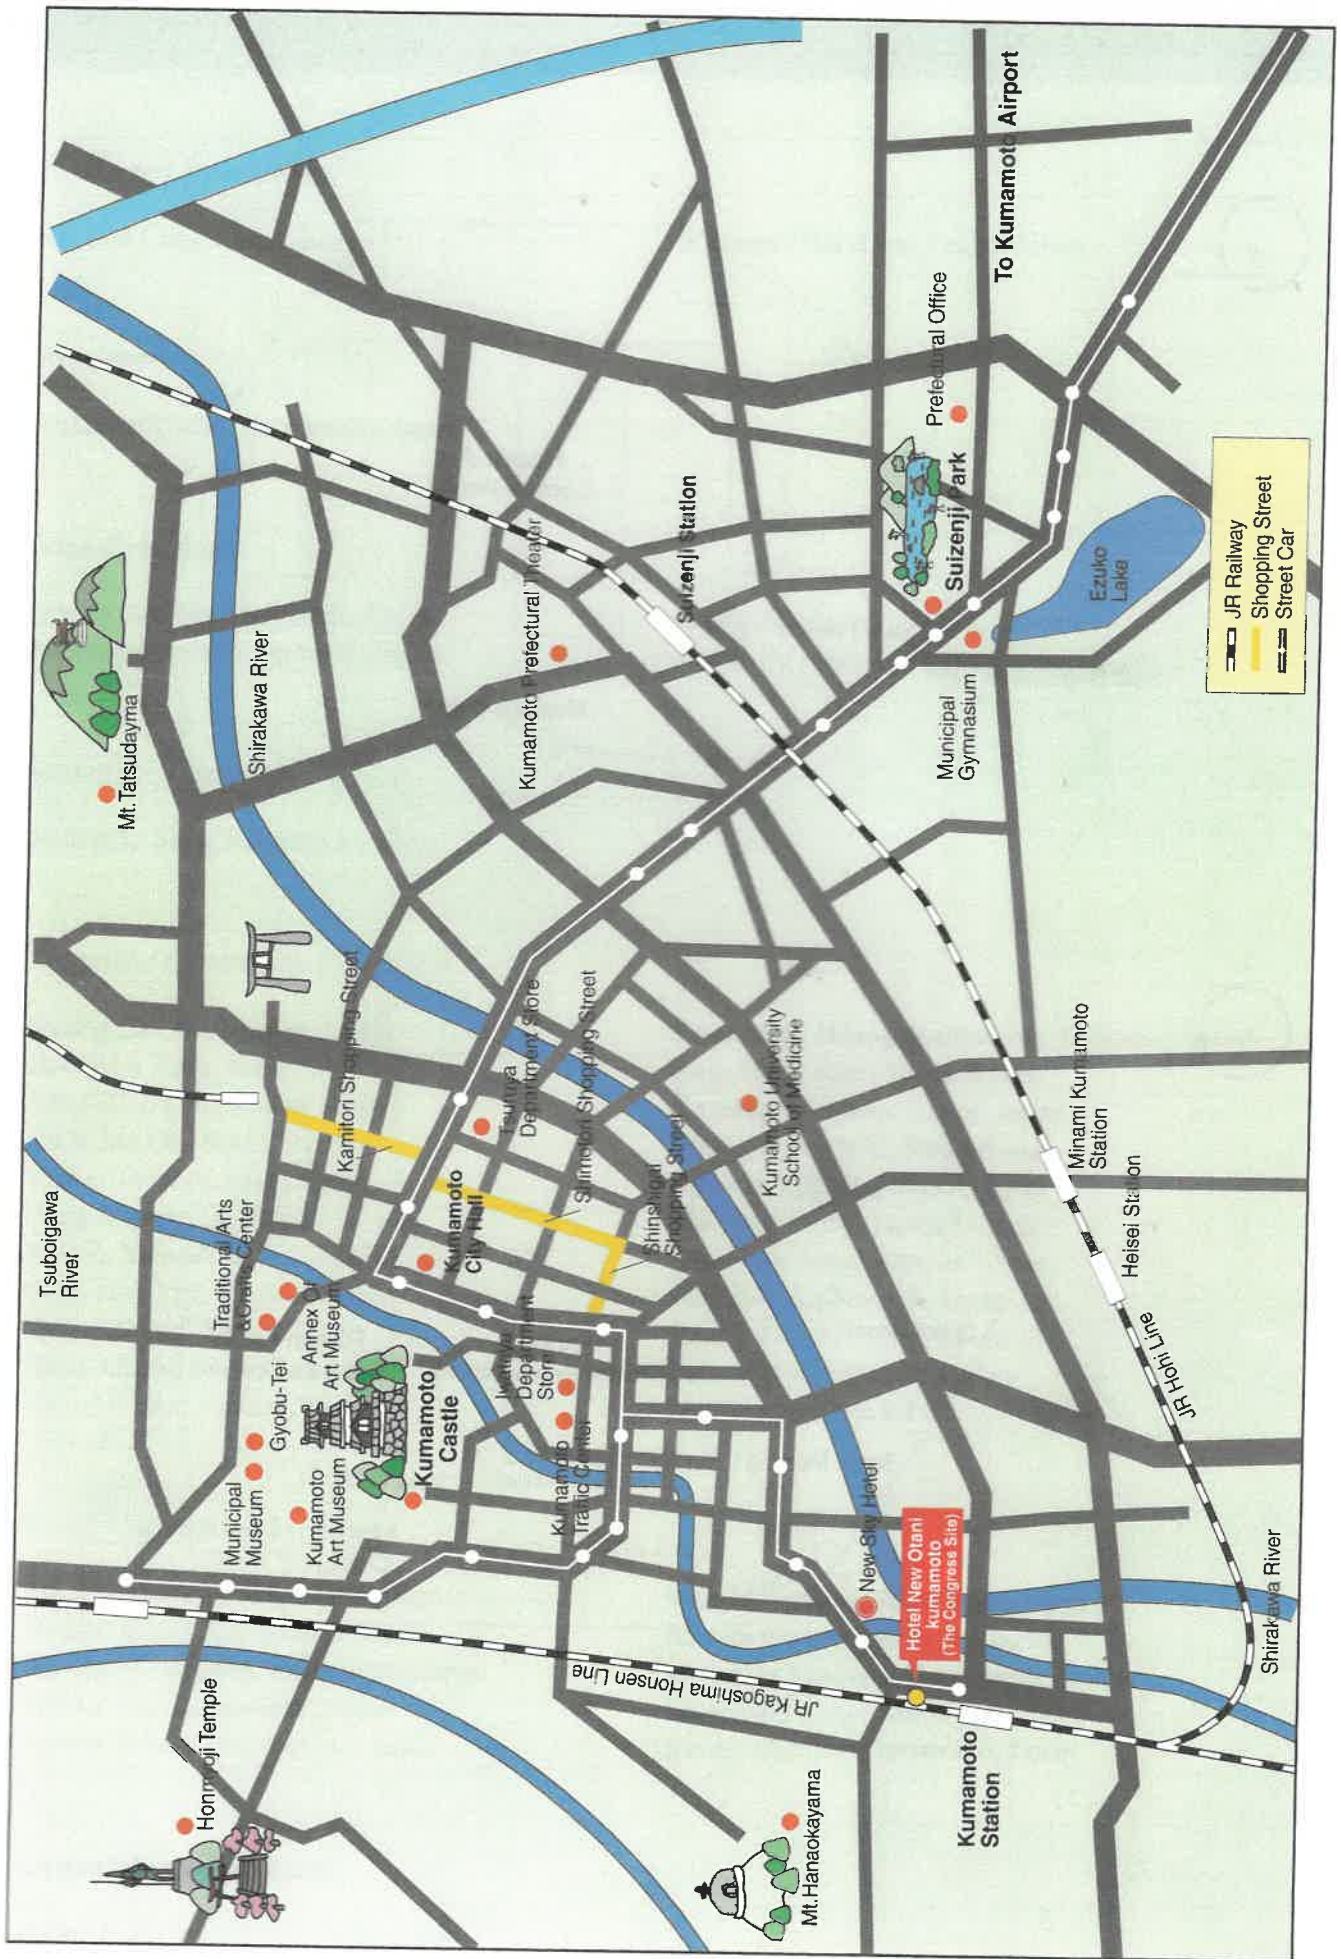 Tsuboigawa
River
Mt.Tatsudayma
Honmyoji Temple
Traditional Arts
&Crafts Center
Municipal
Museum
Gyobu-Tei
Annex Of
Art Museum
Kumamoto
Art Museum
Shirakawa River
Kamitori Shopping Street
Kumamoto
Castle
Kumamoto
City Hall
Tsuruya
Department Store
Iwataya
Department
Store
Kumamoto
Traffic Center
Kumamoto Prefectural Theater
Shimotori Shopping Street
Shinshigai
Shopping Street
JR Kagoshima Honsen Line
Suizenji Station
Kumamoto University
School of Medicine
Mt.Hanaokayama
New Sky Hotel
Hotel New Otani
kumamoto
(The Congress Site)
Kumamoto
Station
Municipal
Gymnasium
Suizenji Park
Prefectural Office
To Kumamoto Airport
Minami Kumamoto
Station
Ezuko
Lake
Heisei Station
JR Hohi Line
Shirakawa River
JR Railway
Shopping Street
Street Car